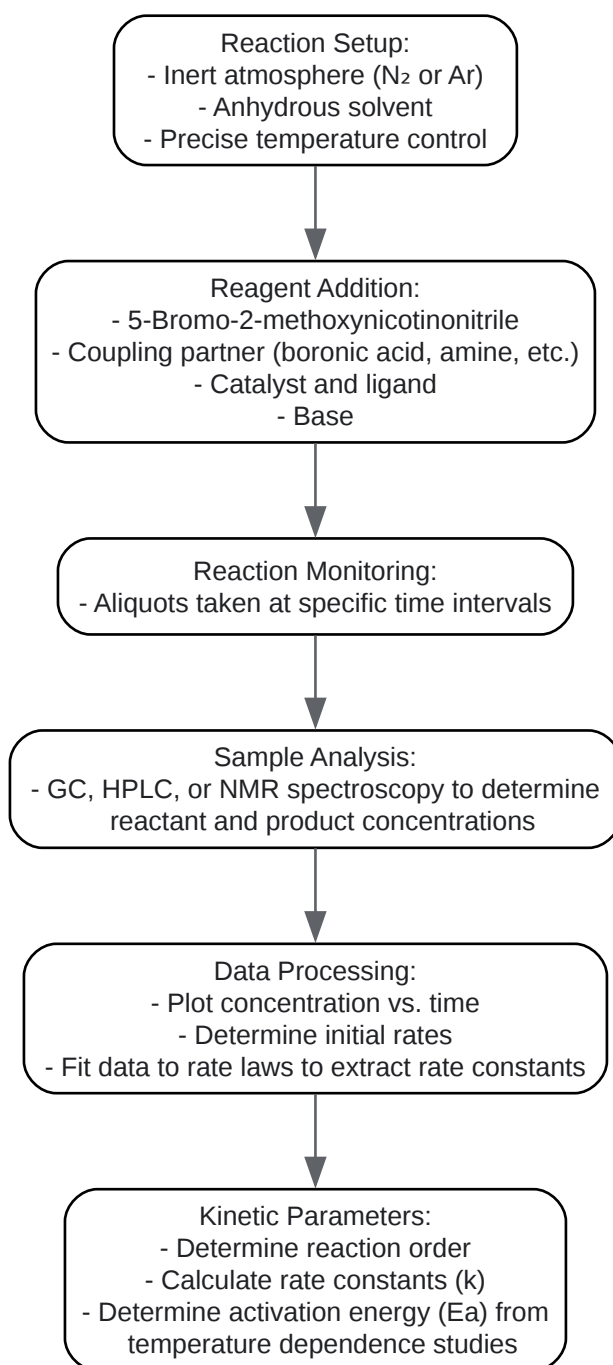 Reaction Setup:
- Inert atmosphere (N₂ or Ar)
- Anhydrous solvent
- Precise temperature control
Reagent Addition:
- 5-Bromo-2-methoxynicotinonitrile
- Coupling partner (boronic acid, amine, etc.)
- Catalyst and ligand
- Base
Reaction Monitoring:
- Aliquots taken at specific time intervals
Sample Analysis:
- GC, HPLC, or NMR spectroscopy to determine
reactant and product concentrations
Data Processing:
- Plot concentration vs. time
- Determine initial rates
- Fit data to rate laws to extract rate constants
Kinetic Parameters:
- Determine reaction order
- Calculate rate constants (k)
- Determine activation energy (Ea) from
temperature dependence studies